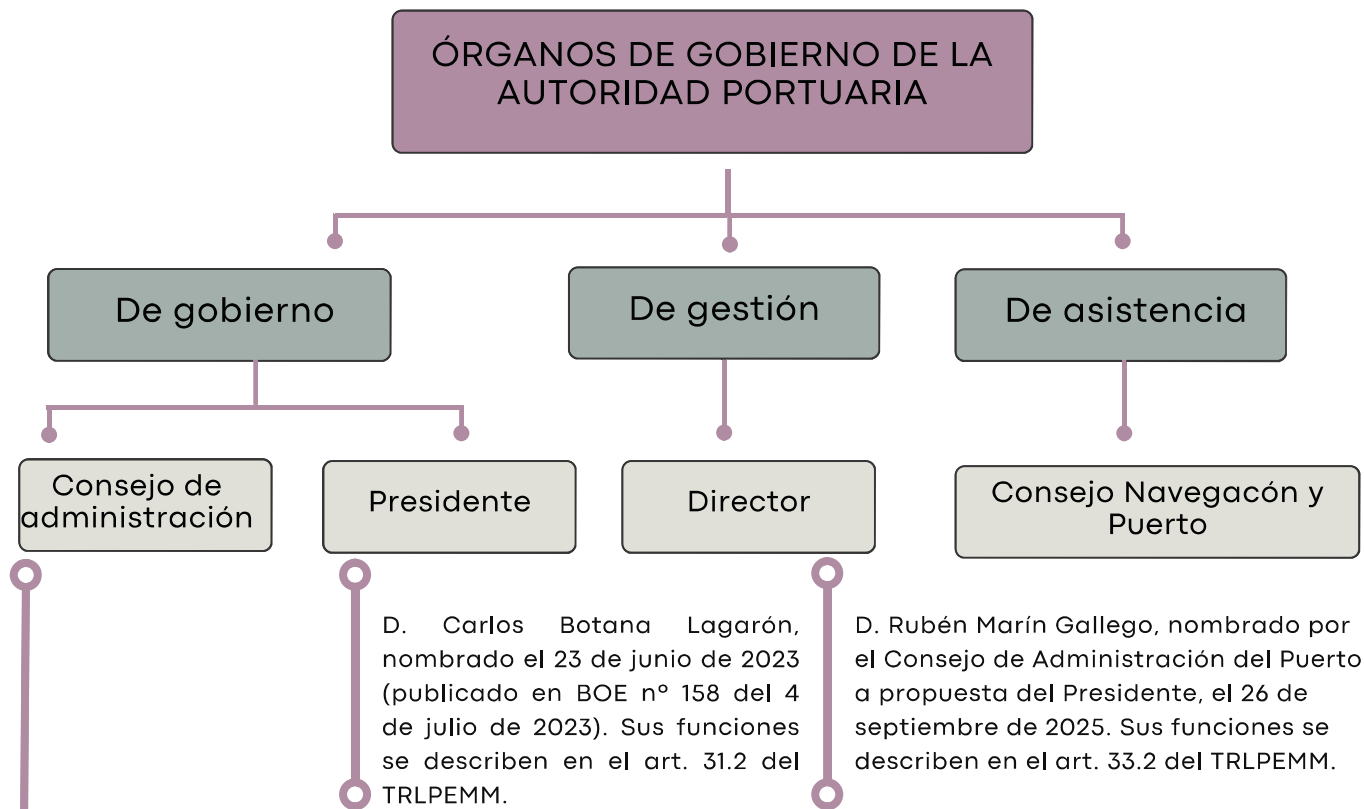 ÓRGANOS DE GOBIERNO DE LA
AUTORIDAD PORTUARIA
De gobierno
De gestión
De asistencia
Consejo de
administración
Presidente
Director
Consejo Navegacón y
Puerto
D. Carlos Botana Lagarón,
nombrado el 23 de junio de 2023
(publicado en BOE nº 158 del 4
de julio de 2023). Sus funciones
se describen en el art. 31.2 del
TRLPEMM.
D. Rubén Marín Gallego, nombrado por
el Consejo de Administración del Puerto
a propuesta del Presidente, el 26 de
septiembre de 2025. Sus funciones se
describen en el art. 33.2 del TRLPEMM.